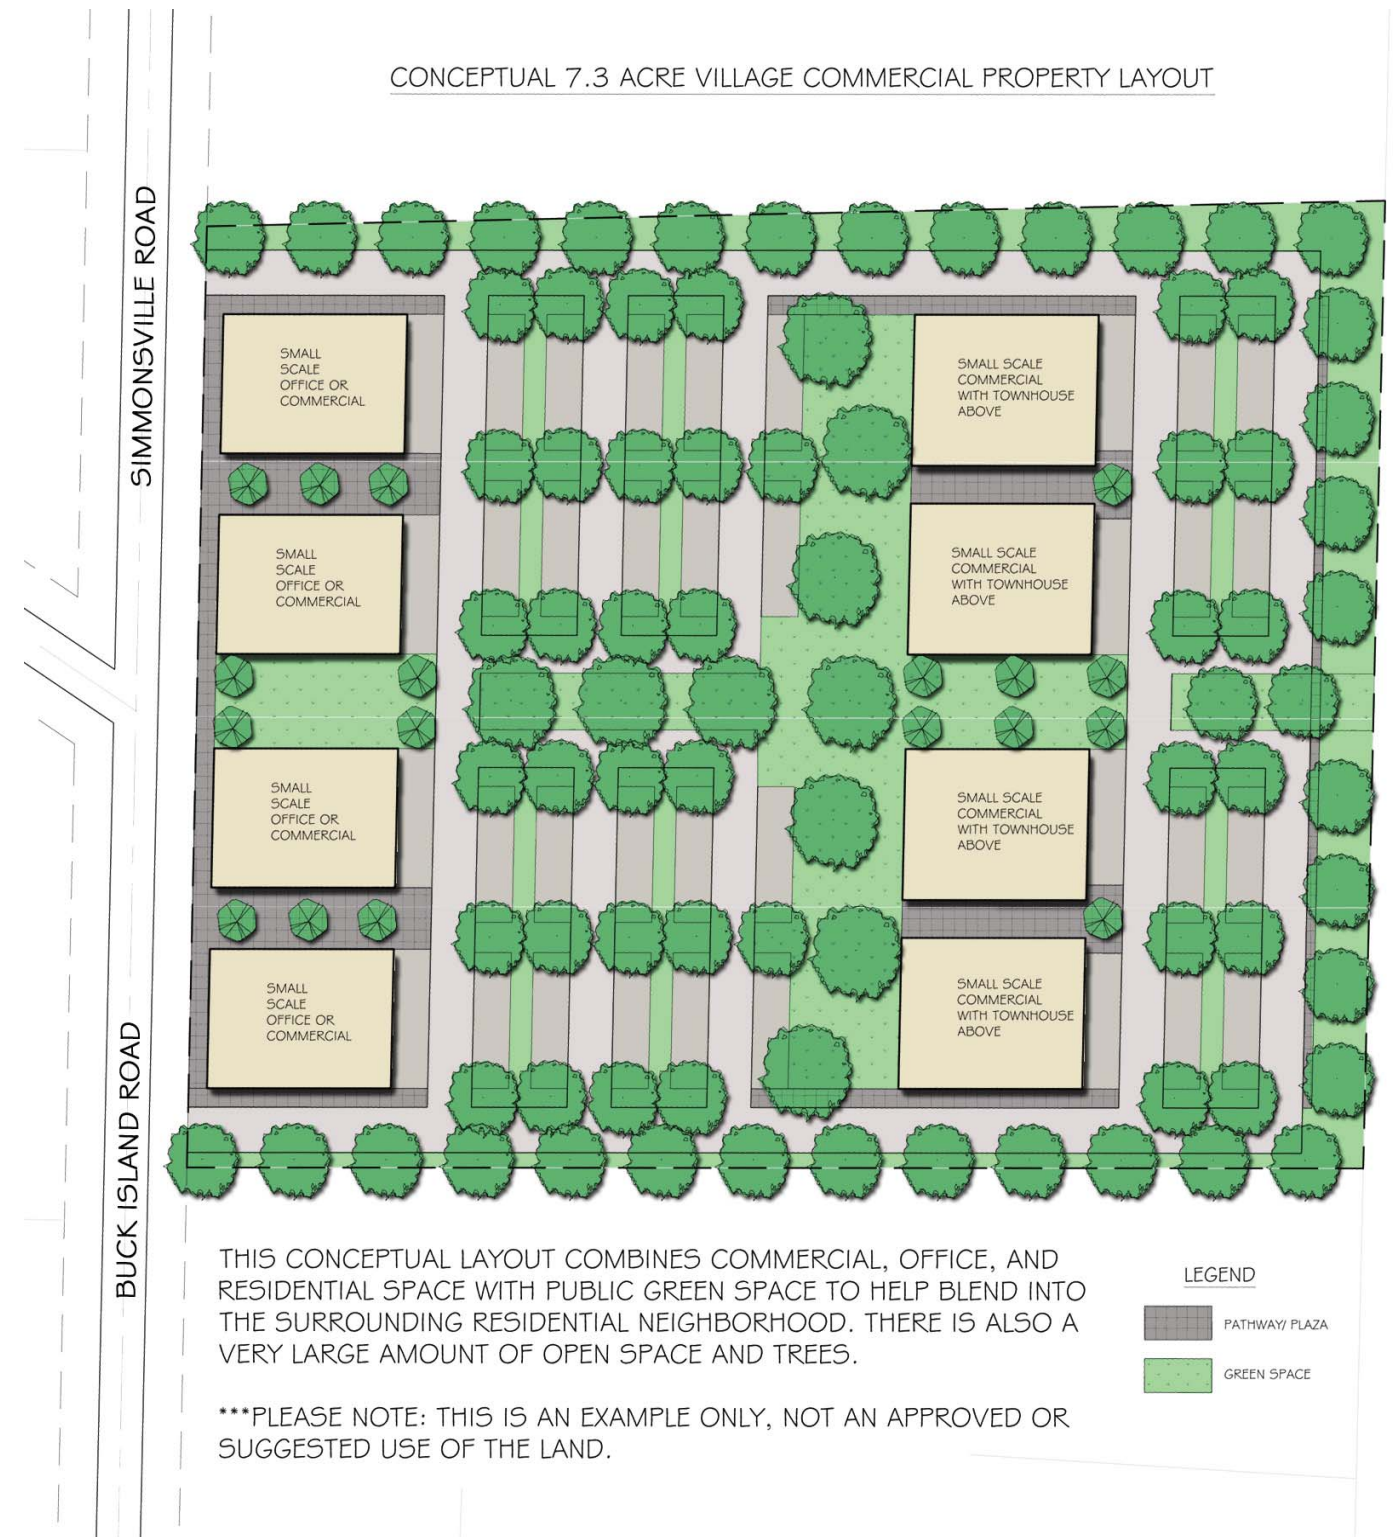 CONCEPTUAL 7.3 ACRE VILLAGE COMMERCIAL PROPERTY LAYOUT
SIMMONSVILLE ROAD
BUCK ISLAND ROAD
SMALL
SCALE
OFFICE OR
COMMERCIAL
SMALL SCALE
COMMERCIAL
WITH TOWNHOUSE
ABOVE
SMALL
SCALE
OFFICE OR
COMMERCIAL
SMALL SCALE
COMMERCIAL
WITH TOWNHOUSE
ABOVE
SMALL
SCALE
OFFICE OR
COMMERCIAL
SMALL SCALE
COMMERCIAL
WITH TOWNHOUSE
ABOVE
SMALL
SCALE
OFFICE OR
COMMERCIAL
SMALL SCALE
COMMERCIAL
WITH TOWNHOUSE
ABOVE
THIS CONCEPTUAL LAYOUT COMBINES COMMERCIAL, OFFICE, AND
RESIDENTIAL SPACE WITH PUBLIC GREEN SPACE TO HELP BLEND INTO
THE SURROUNDING RESIDENTIAL NEIGHBORHOOD. THERE IS ALSO A
VERY LARGE AMOUNT OF OPEN SPACE AND TREES.
***PLEASE NOTE: THIS IS AN EXAMPLE ONLY, NOT AN APPROVED OR
SUGGESTED USE OF THE LAND.
LEGEND
PATHWAY/ PLAZA
GREEN SPACE